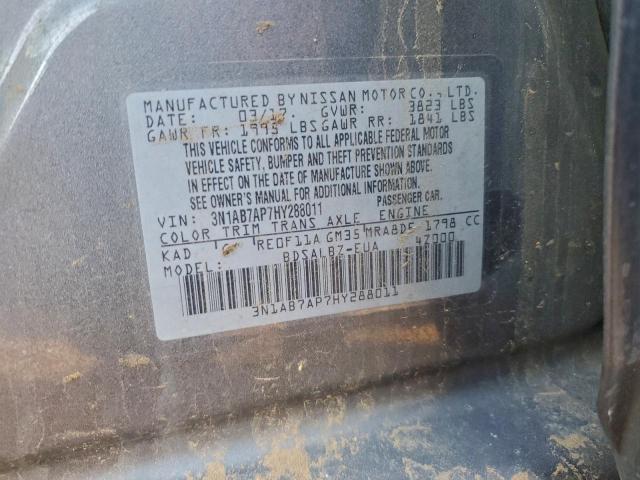 MANUFACTURED BY NISSAN MOTOR CO., LTD.
DATE: 03/17 GVWR: 3823 LBS
GAWR FR: 1995 LBS GAWR RR: 1841 LBS
THIS VEHICLE CONFORMS TO ALL APPLICABLE FEDERAL MOTOR
VEHICLE SAFETY, BUMPER AND THEFT PREVENTION STANDARDS
IN EFFECT ON THE DATE OF MANUFACTURE SHOWN ABOVE.
SEE OWNER'S MANUAL FOR ADDITIONAL INFORMATION.
VIN: 3N1AB7AP7HY288011 PASSENGER CAR.
COLOR TRIM TRANS AXLE ENGINE
KAD RE0F11A GM35 MRA8DE 1798 CC
MODEL: BDSALBZ-EUA 4Z000
3N1AB7AP7HY288011